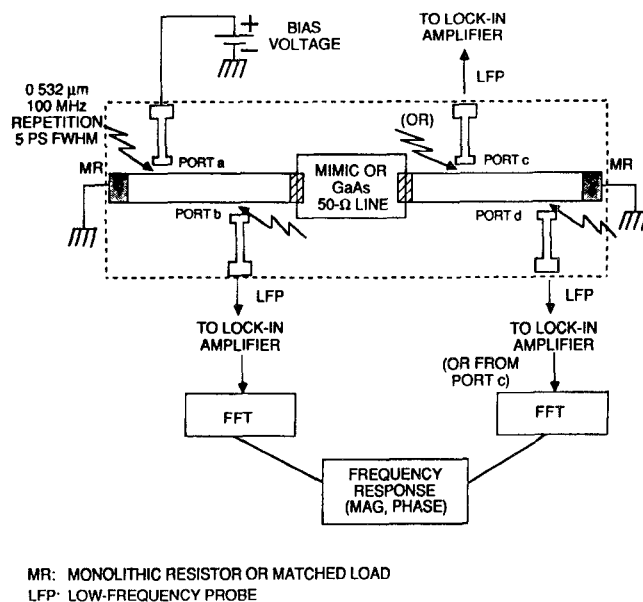 TO LOCK-IN
AMPLIFIER
+
BIAS
VOLTAGE
−
LFP
0 532 μm
100 MHz
REPETITION
5 PS FWHM
(OR)
MR
PORT a
PORT c
MR
MIMIC OR
GaAs
50-Ω LINE
PORT b
PORT d
LFP
LFP
TO LOCK-IN
AMPLIFIER
TO LOCK-IN
AMPLIFIER
(OR FROM
PORT c)
FFT
FFT
FREQUENCY
RESPONSE
(MAG, PHASE)
MR: MONOLITHIC RESISTOR OR MATCHED LOAD
LFP· LOW-FREQUENCY PROBE